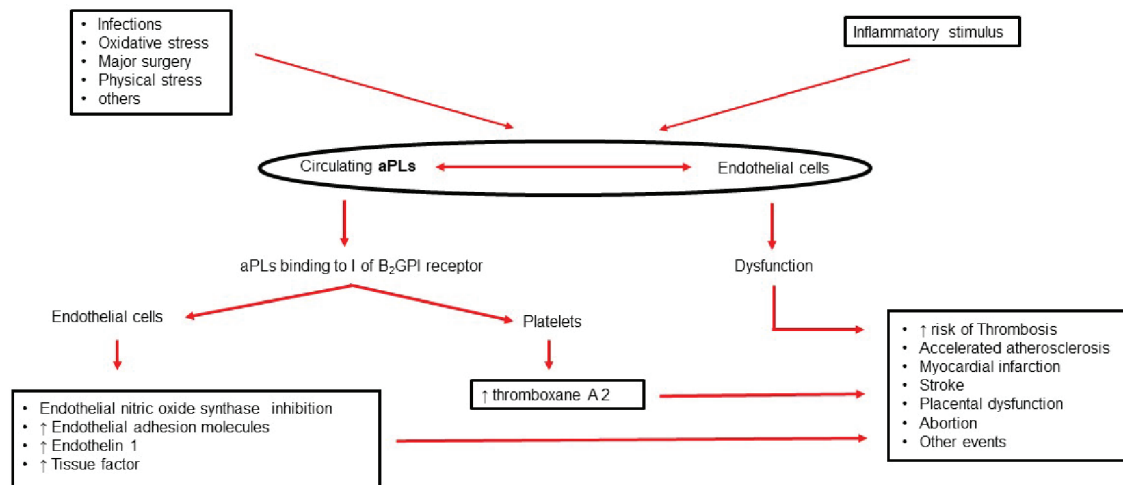 • Infections
• Oxidative stress
• Major surgery
• Physical stress
• others
Inflammatory stimulus
Circulating aPLs
Endothelial cells
aPLs binding to I of B₂GPI receptor
Dysfunction
Endothelial cells
Platelets
• ↑ risk of Thrombosis
• Accelerated atherosclerosis
• Myocardial infarction
• Stroke
• Placental dysfunction
• Abortion
• Other events
↑ thromboxane A2
• Endothelial nitric oxide synthase inhibition
• ↑ Endothelial adhesion molecules
• ↑ Endothelin 1
• ↑ Tissue factor